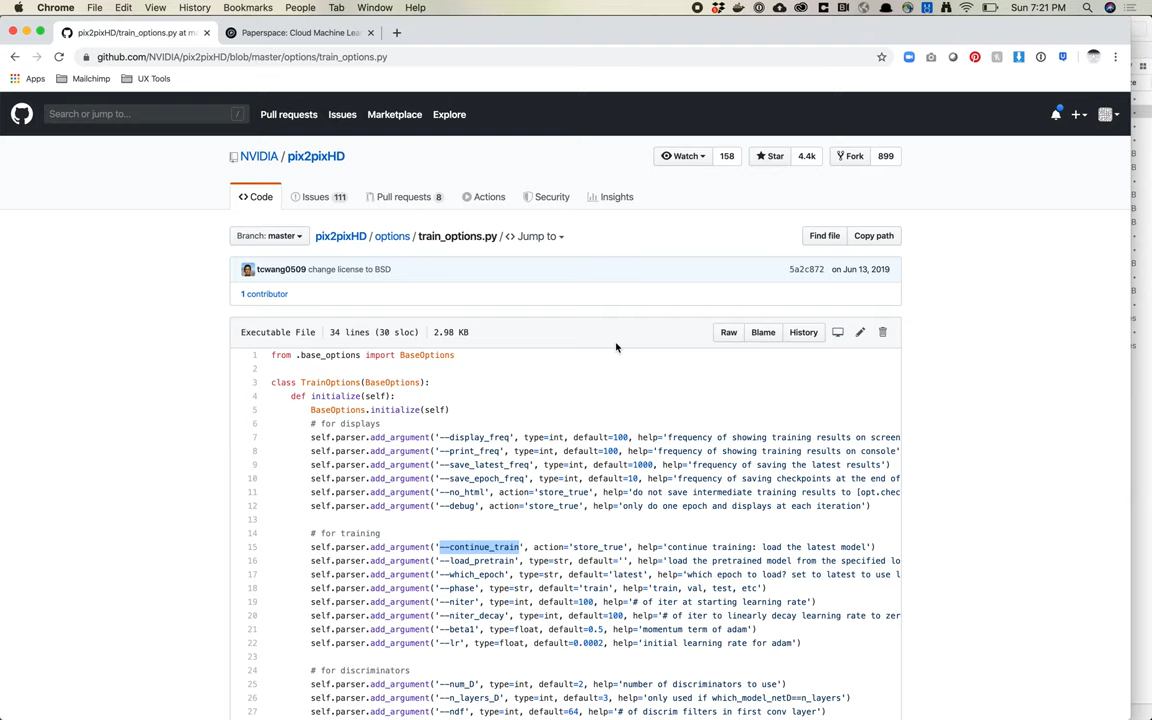 Chrome File Edit View History Bookmarks People Tab Window Help Sun 7:21 PM
pix2pixHD/train_options.py at m × Paperspace: Cloud Machine Lea × +
github.com/NVIDIA/pix2pixHD/blob/master/options/train_options.py
Apps Mailchimp UX Tools
Search or jump to... / Pull requests Issues Marketplace Explore
NVIDIA / pix2pixHD Watch 158 Star 4.4k Fork 899
Code Issues 111 Pull requests 8 Actions Security Insights
Branch: master pix2pixHD / options / train_options.py / <> Jump to Find file Copy path
tcwang0509 change license to BSD 5a2c872 on Jun 13, 2019
1 contributor
Executable File 34 lines (30 sloc) 2.98 KB Raw Blame History
1 from .base_options import BaseOptions
2
3 class TrainOptions(BaseOptions):
4 def initialize(self):
5 BaseOptions.initialize(self)
6 # for displays
7 self.parser.add_argument('--display_freq', type=int, default=100, help='frequency of showing training results on screen
8 self.parser.add_argument('--print_freq', type=int, default=100, help='frequency of showing training results on console'
9 self.parser.add_argument('--save_latest_freq', type=int, default=1000, help='frequency of saving the latest results')
10 self.parser.add_argument('--save_epoch_freq', type=int, default=10, help='frequency of saving checkpoints at the end of
11 self.parser.add_argument('--no_html', action='store_true', help='do not save intermediate training results to [opt.chec
12 self.parser.add_argument('--debug', action='store_true', help='only do one epoch and displays at each iteration')
13
14 # for training
15 self.parser.add_argument('--continue_train', action='store_true', help='continue training: load the latest model')
16 self.parser.add_argument('--load_pretrain', type=str, default='', help='load the pretrained model from the specified lo
17 self.parser.add_argument('--which_epoch', type=str, default='latest', help='which epoch to load? set to latest to use l
18 self.parser.add_argument('--phase', type=str, default='train', help='train, val, test, etc')
19 self.parser.add_argument('--niter', type=int, default=100, help='# of iter at starting learning rate')
20 self.parser.add_argument('--niter_decay', type=int, default=100, help='# of iter to linearly decay learning rate to zer
21 self.parser.add_argument('--beta1', type=float, default=0.5, help='momentum term of adam')
22 self.parser.add_argument('--lr', type=float, default=0.0002, help='initial learning rate for adam')
23
24 # for discriminators
25 self.parser.add_argument('--num_D', type=int, default=2, help='number of discriminators to use')
26 self.parser.add_argument('--n_layers_D', type=int, default=3, help='only used if which_model_netD==n_layers')
27 self.parser.add_argument('--ndf', type=int, default=64, help='# of discrim filters in first conv layer')